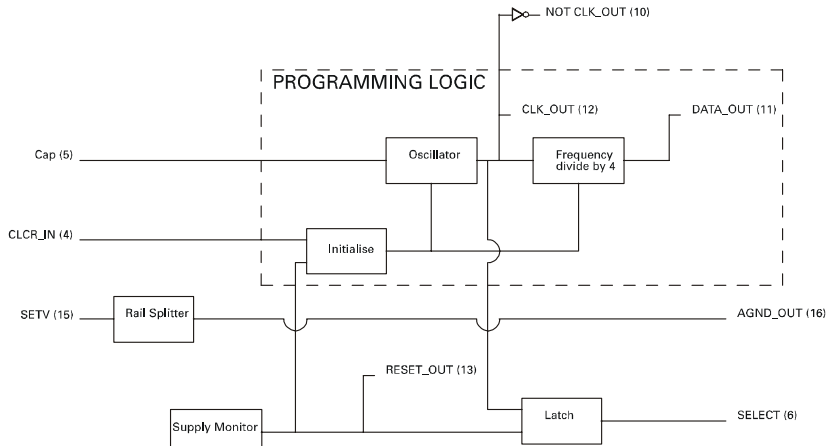 NOT CLK_OUT (10)
PROGRAMMING LOGIC
CLK_OUT (12)
DATA_OUT (11)
Cap (5)
Oscillator
Frequency
divide by 4
CLCR_IN (4)
Initialise
SETV (15)
Rail Splitter
AGND_OUT (16)
RESET_OUT (13)
Supply Monitor
Latch
SELECT (6)